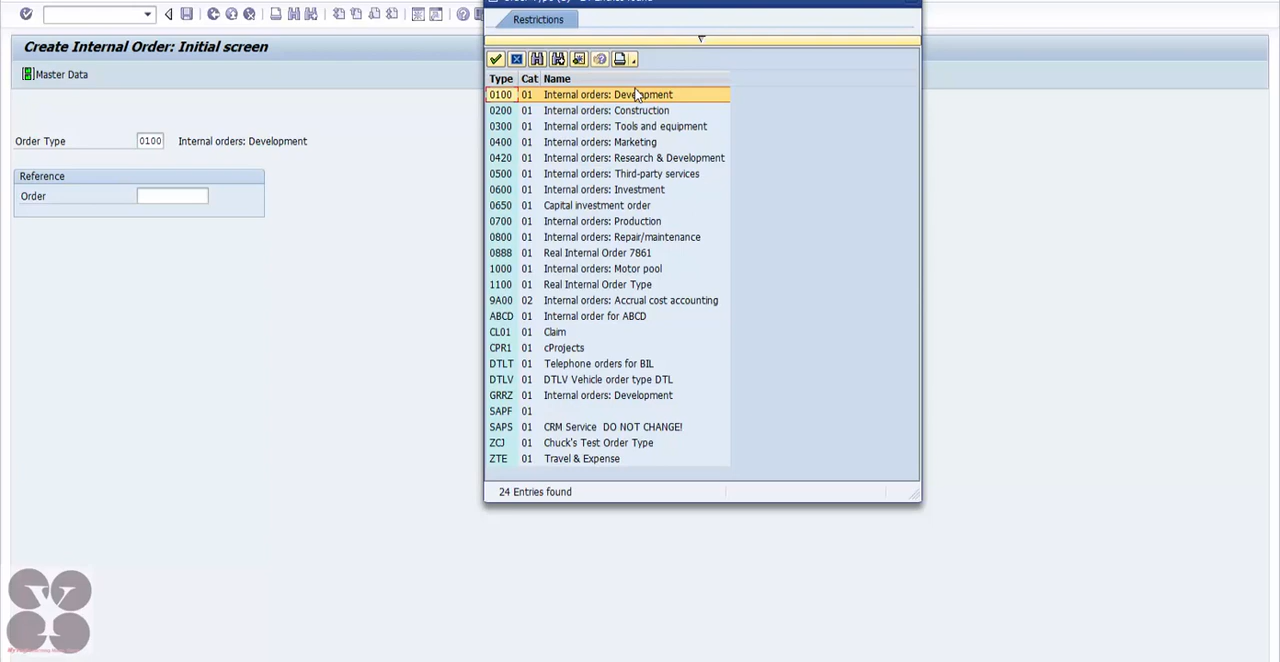 Restrictions
Create Internal Order: Initial screen
Master Data
Order Type 0100 Internal orders: Development
Reference
Order
Type Cat Name
0100 01 Internal orders: Development
0200 01 Internal orders: Construction
0300 01 Internal orders: Tools and equipment
0400 01 Internal orders: Marketing
0420 01 Internal orders: Research & Development
0500 01 Internal orders: Third-party services
0600 01 Internal orders: Investment
0650 01 Capital investment order
0700 01 Internal orders: Production
0800 01 Internal orders: Repair/maintenance
0888 01 Real Internal Order 7861
1000 01 Internal orders: Motor pool
1100 01 Real Internal Order Type
9A00 02 Internal orders: Accrual cost accounting
ABCD 01 Internal order for ABCD
CL01 01 Claim
CPR1 01 cProjects
DTLT 01 Telephone orders for BIL
DTLV 01 DTLV Vehicle order type DTL
GRRZ 01 Internal orders: Development
SAPF 01
SAPS 01 CRM Service DO NOT CHANGE!
ZCJ 01 Chuck's Test Order Type
ZTE 01 Travel & Expense
24 Entries found